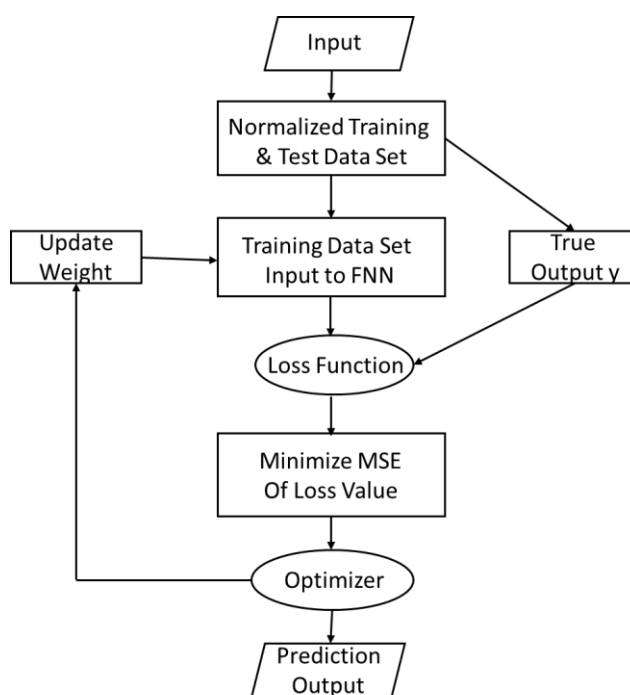 Input
Normalized Training
& Test Data Set
Update
Weight
Training Data Set
Input to FNN
True
Output y
Loss Function
Minimize MSE
Of Loss Value
Optimizer
Prediction
Output